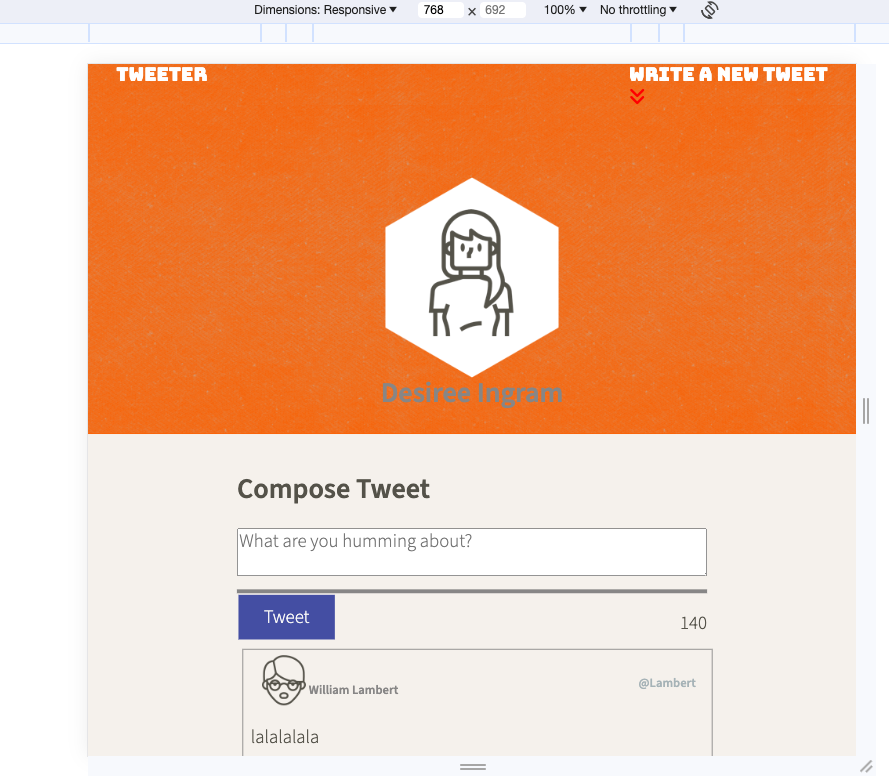 Dimensions: Responsive 768 x 692 100% No throttling
TWEETER WRITE A NEW TWEET
Desiree Ingram
Compose Tweet
What are you humming about?
Tweet 140
William Lambert @Lambert
lalalalala